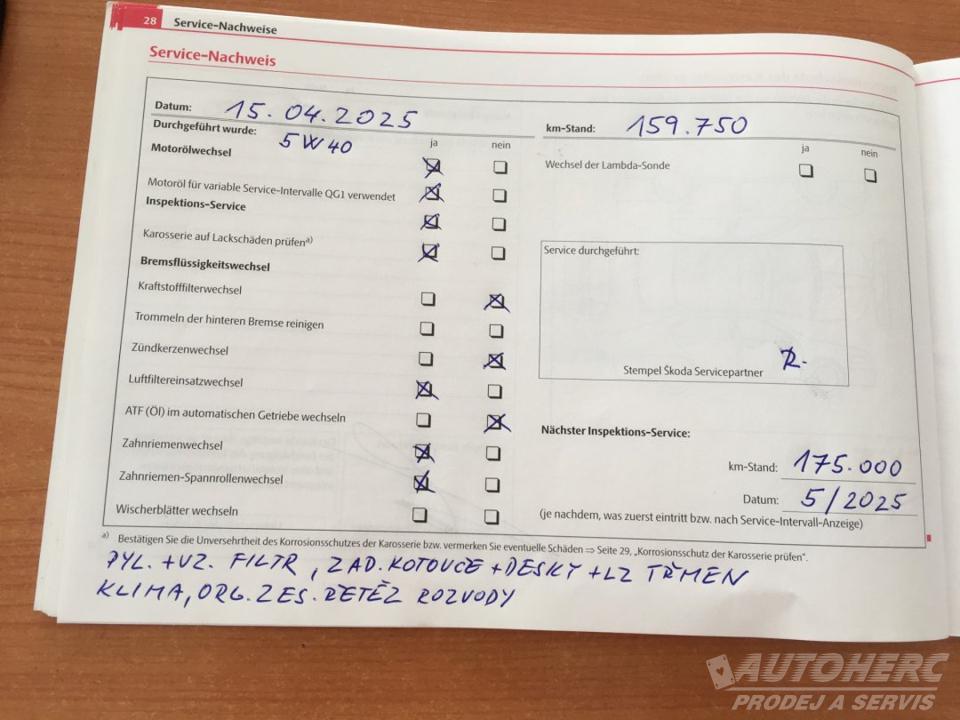 28 Service-Nachweise
Service-Nachweis
Datum: 15.04.2025
km-Stand: 159.750
Durchgeführt wurde: 5W40 ja nein
ja nein
Motorölwechsel
Wechsel der Lambda-Sonde
Motoröl für variable Service-Intervalle QG1 verwendet
Inspektions-Service
Karosserie auf Lackschäden prüfen a)
Service durchgeführt:
Bremsflüssigkeitswechsel
Kraftstofffilterwechsel
Trommeln der hinteren Bremse reinigen
Zündkerzenwechsel
Stempel Škoda Servicepartner
Luftfiltereinsatzwechsel
ATF (Öl) im automatischen Getriebe wechseln
Nächster Inspektions-Service:
Zahnriemenwechsel
km-Stand: 175.000
Zahnriemen-Spannrollenwechsel
Datum: 5/2025
Wischerblätter wechseln
(je nachdem, was zuerst eintritt bzw. nach Service-Intervall-Anzeige)
a) Bestätigen Sie die Unversehrtheit des Korrosionsschutzes der Karosserie bzw. vermerken Sie eventuelle Schäden ⇒ Seite 29, „Korrosionsschutz der Karosserie prüfen".
PYL. + VZ. FILTR, ZAD. KOTOUČE + DESKY + LZ TŘMEN
KLIMA, ORG. ZES. ŘETĚZ ROZVODY
AUTOHERC
PRODEJ A SERVIS